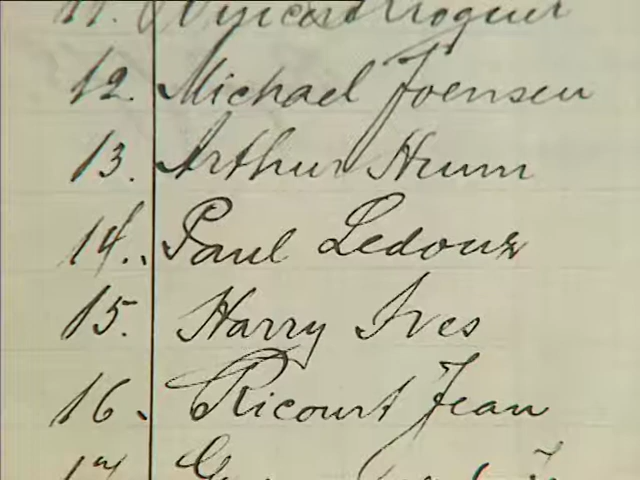 12. Michael Joensen
13. Arthur Hum
14. Paul Ledoux
15. Harry Ives
16. Ricourt Jean